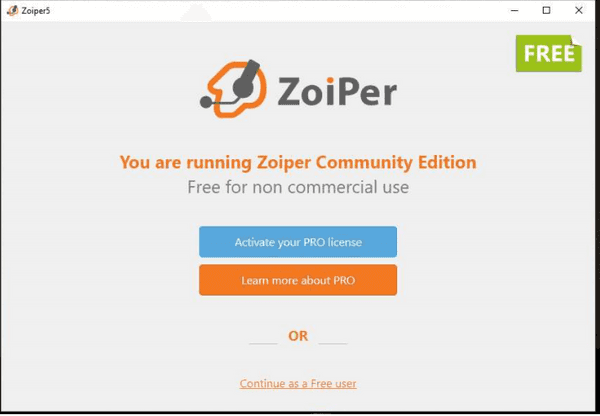 Zoiper5
FREE
ZoiPer
You are running Zoiper Community Edition
Free for non commercial use
Activate your PRO license
Learn more about PRO
OR
Continue as a Free user